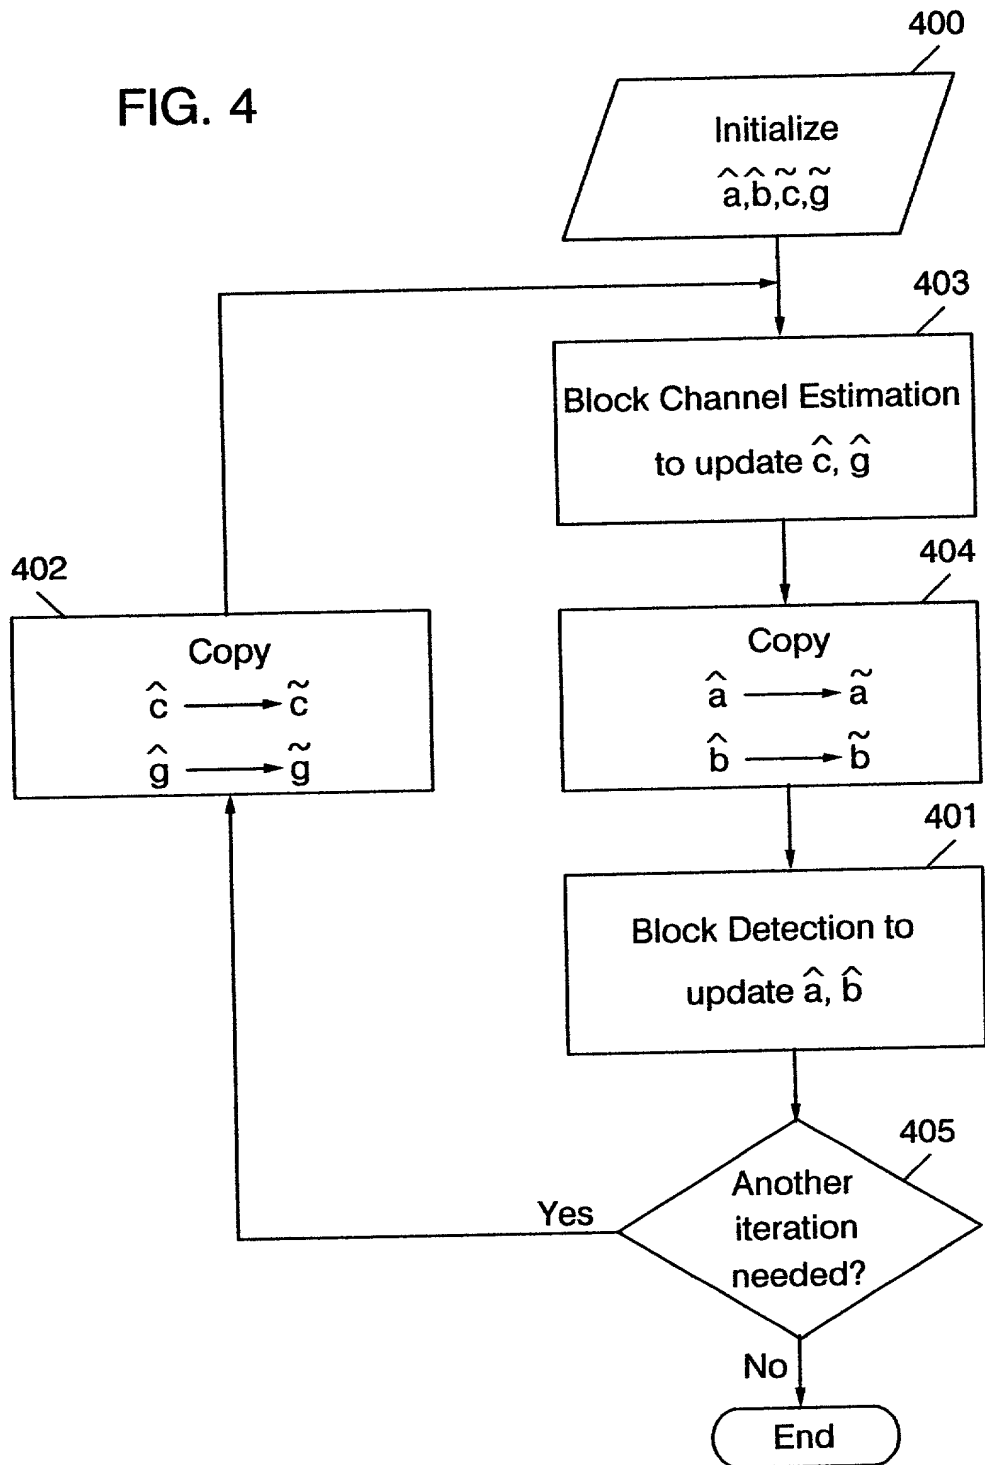 FIG. 4
400
Initialize
â,b̂,c̃,g̃
403
Block Channel Estimation
to update ĉ, ĝ
402
Copy
ĉ → c̃
ĝ → g̃
404
Copy
â → ã
b̂ → b̃
401
Block Detection to
update â, b̂
405
Another
iteration
needed?
Yes
No
End